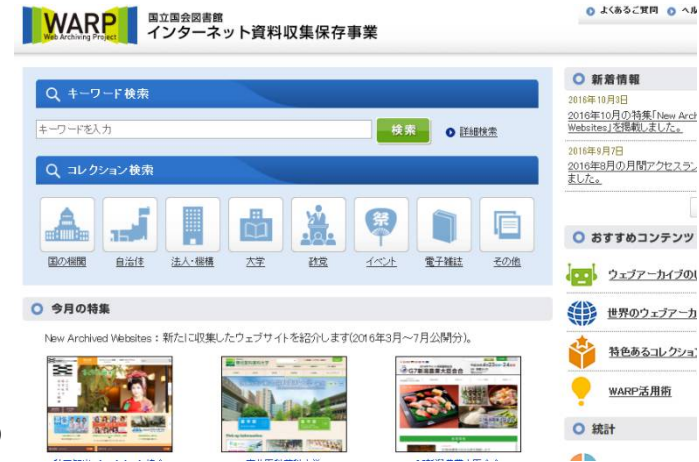 WARP
Web Archiving Project
国立国会図書館
インターネット資料収集保存事業
よくあるご質問
キーワード検索
キーワードを入力
検索
詳細検索
コレクション検索
祭
国の機関
自治体
法人・機構
大学
政党
イベント
電子雑誌
その他
今月の特集
New Archived Websites：新たに収集したウェブサイトを紹介します(2016年3月～7月公開分)。
新着情報
2016年10月3日
2016年10月の特集「New Arch
Websites」を掲載しました。
2016年9月7日
2016年8月の月間アクセスラン
ました。
おすすめコンテンツ
ウェブアーカイブの
世界のウェブアーカ
特色あるコレクション
WARP活用術
統計